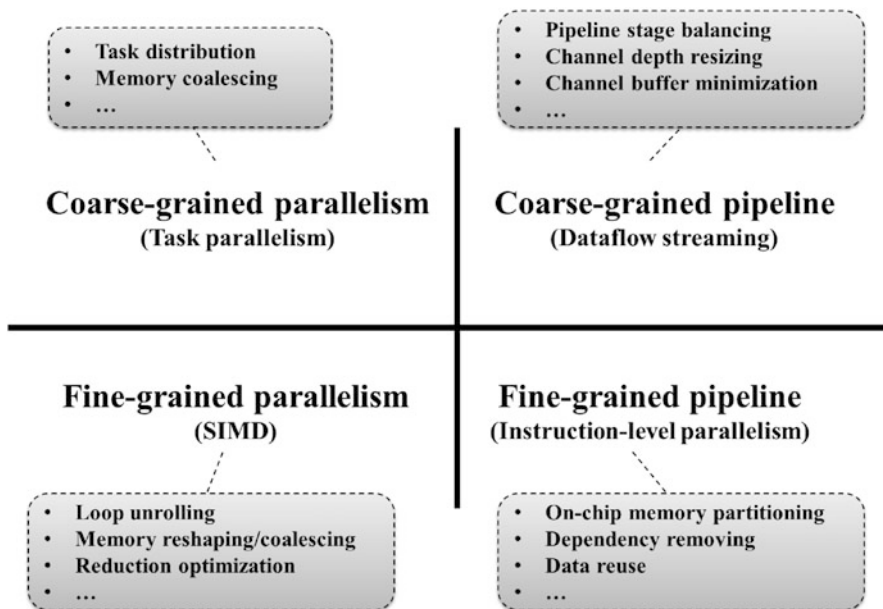 • Task distribution
• Memory coalescing
• ...
Coarse-grained parallelism
(Task parallelism)
• Pipeline stage balancing
• Channel depth resizing
• Channel buffer minimization
• ...
Coarse-grained pipeline
(Dataflow streaming)
Fine-grained parallelism
(SIMD)
• Loop unrolling
• Memory reshaping/coalescing
• Reduction optimization
• ...
Fine-grained pipeline
(Instruction-level parallelism)
• On-chip memory partitioning
• Dependency removing
• Data reuse
• ...